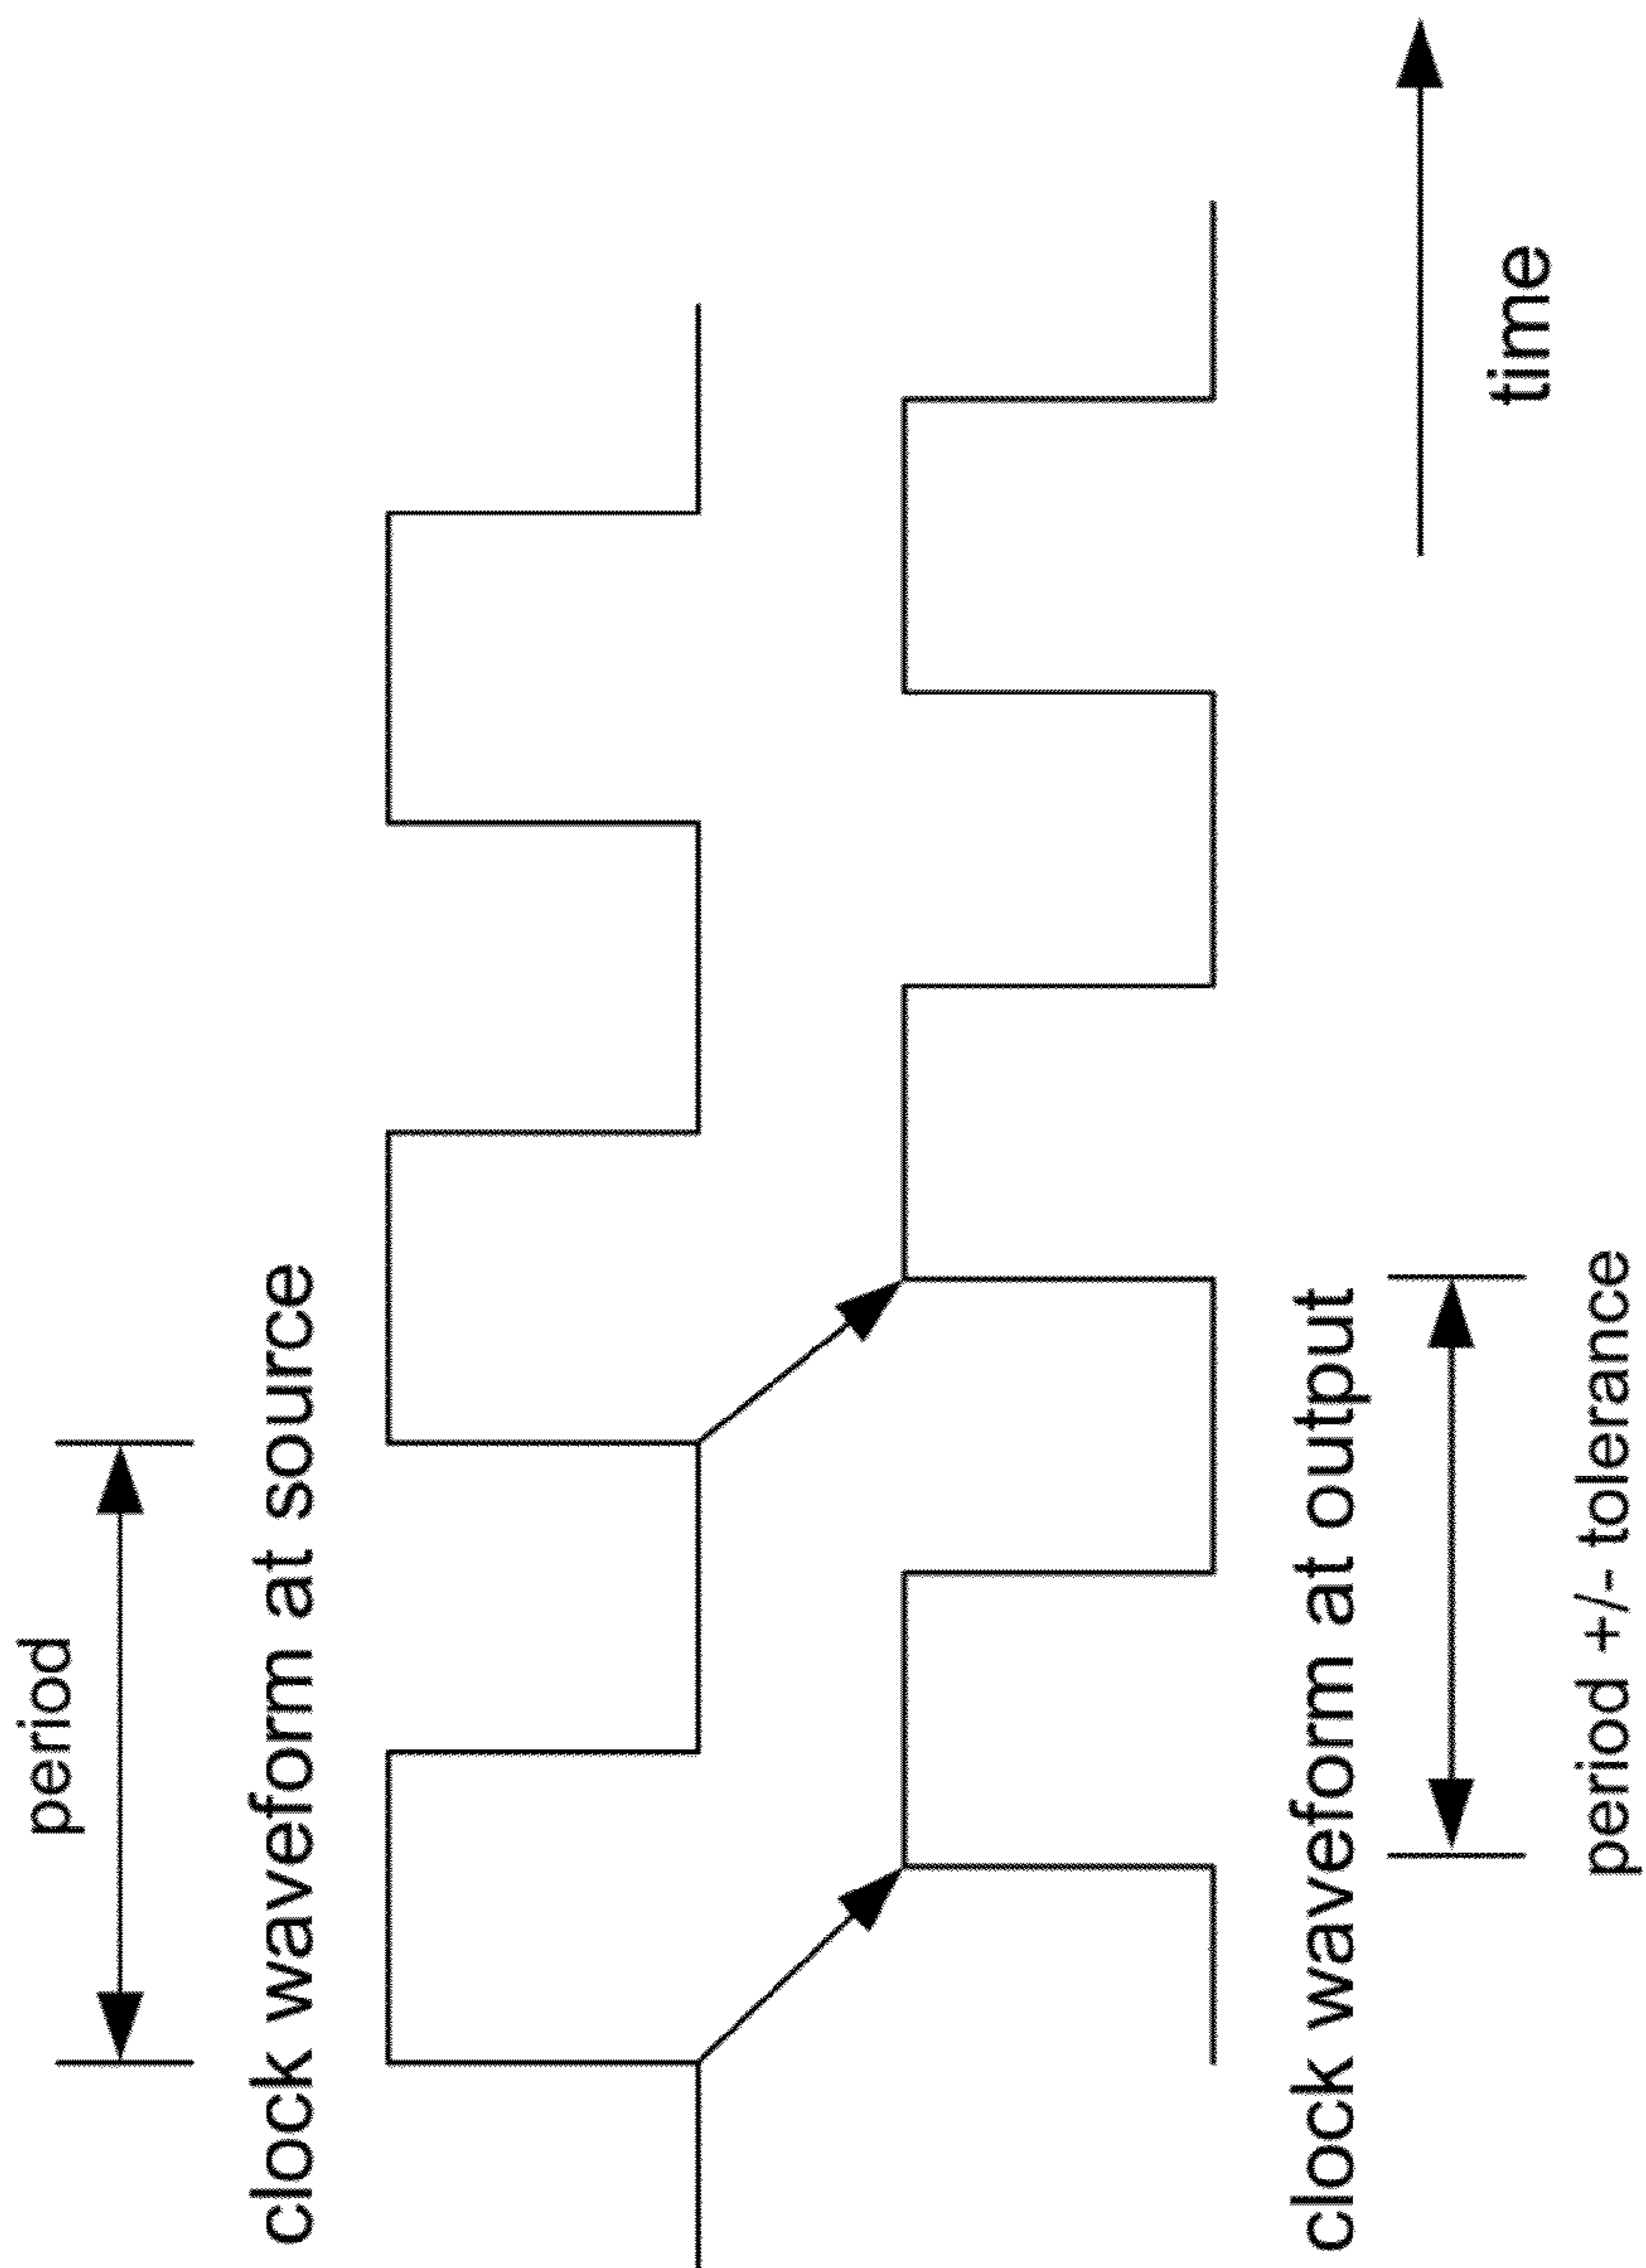 period
clock waveform at source
clock waveform at output
period +/- tolerance
time